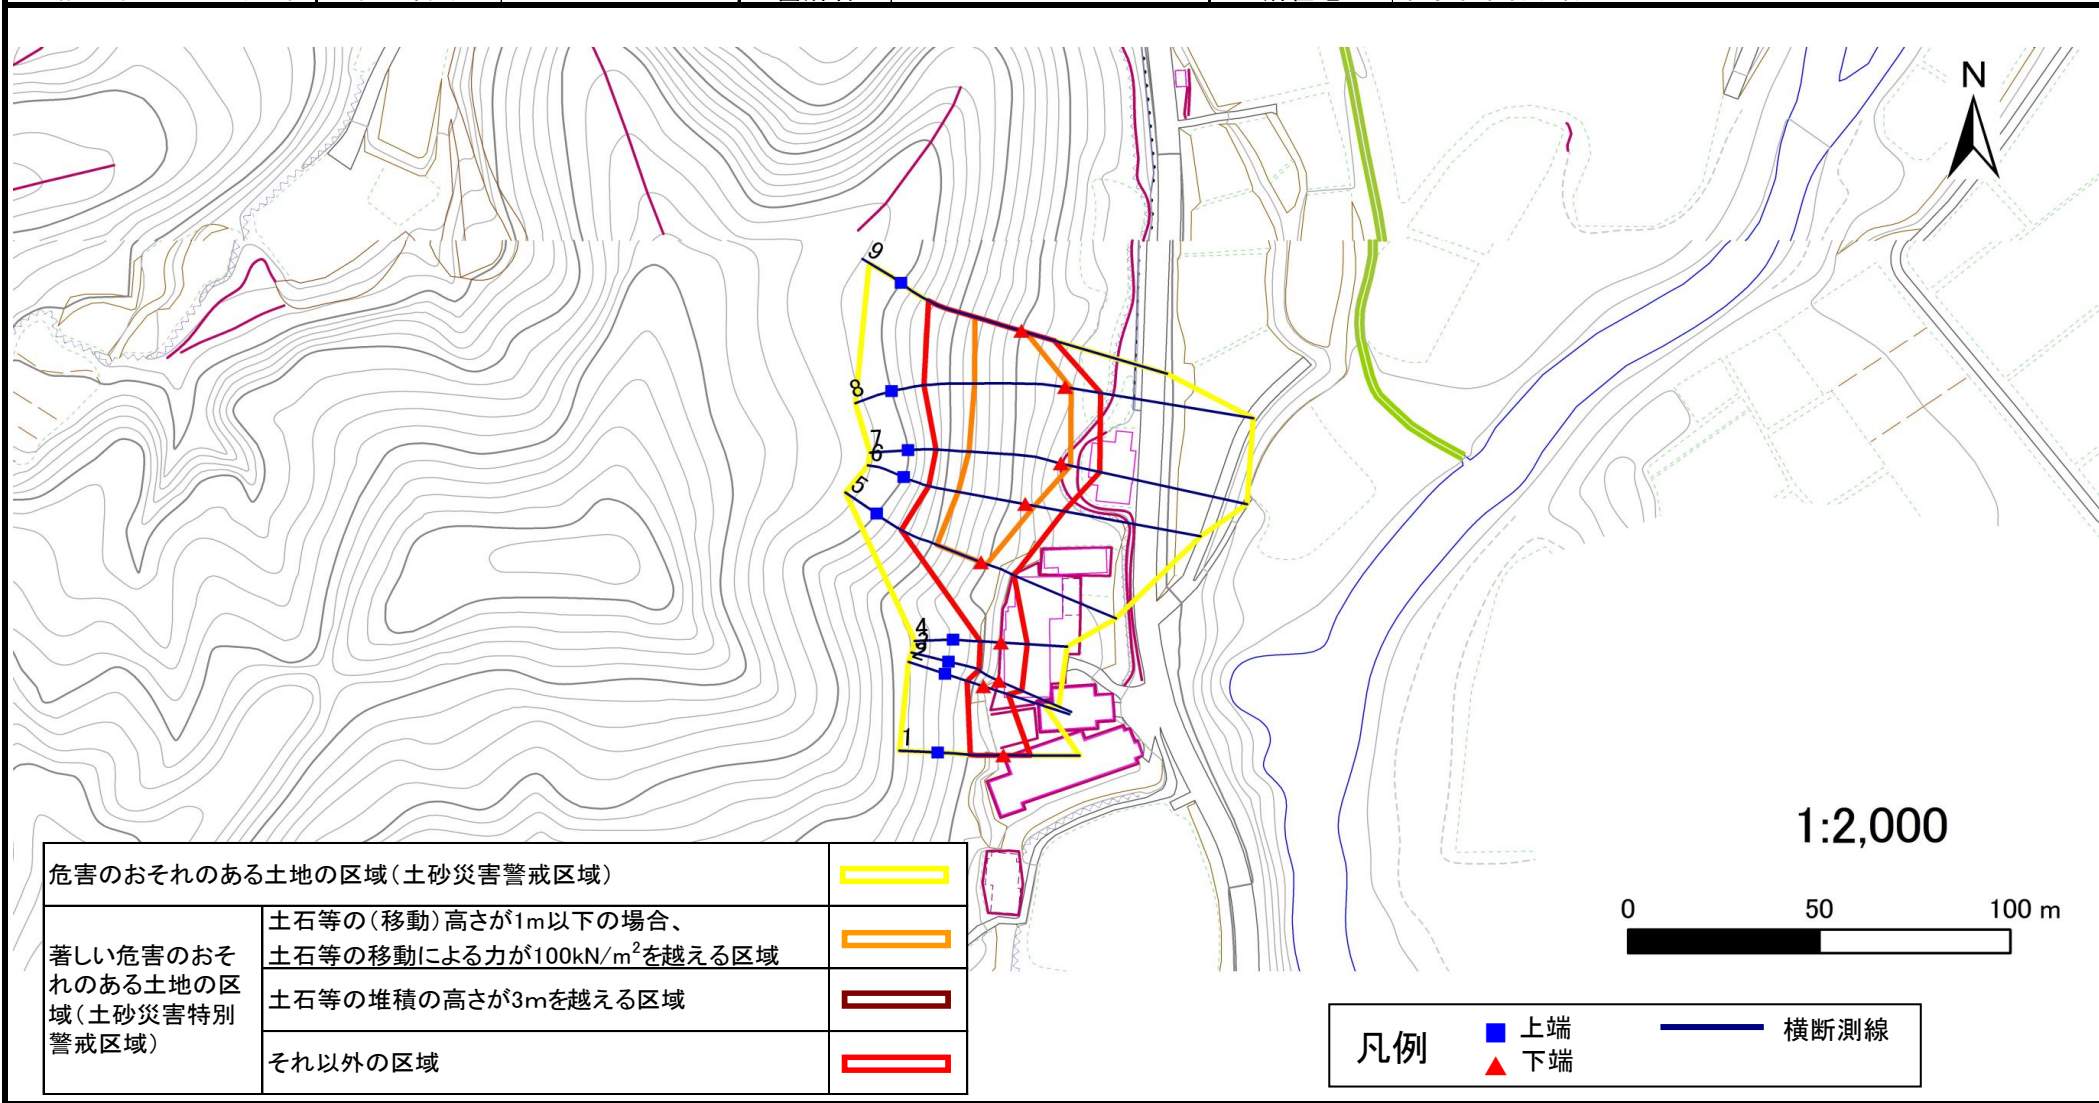 N
9
8
7
6
5
4
3
2
1
1:2,000
0 50 100 m
危害のおそれのある土地の区域(土砂災害警戒区域)
著しい危害のおそ
れのある土地の区
域(土砂災害特別
警戒区域)
土石等の(移動)高さが1m以下の場合、
土石等の移動による力が100kN/m²を越える区域
土石等の堆積の高さが3mを越える区域
それ以外の区域
凡例
上端
下端
横断測線